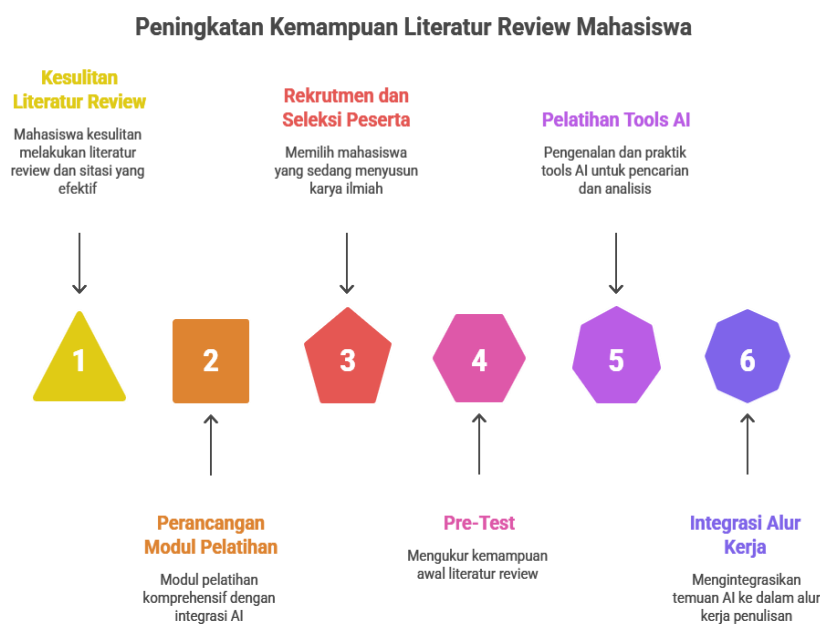 Peningkatan Kemampuan Literatur Review Mahasiswa
Kesulitan
Literatur Review
Mahasiswa kesulitan
melakukan literatur
review dan sitasi yang
efektif
Rekrutmen dan
Seleksi Peserta
Memilih mahasiswa
yang sedang menyusun
karya ilmiah
Pelatihan Tools AI
Pengenalan dan praktik
tools AI untuk pencarian
dan analisis
1
2
3
4
5
6
Perancangan
Modul Pelatihan
Modul pelatihan
komprehensif dengan
integrasi AI
Pre-Test
Mengukur kemampuan
awal literatur review
Integrasi Alur
Kerja
Mengintegrasikan
temuan AI ke dalam alur
kerja penulisan